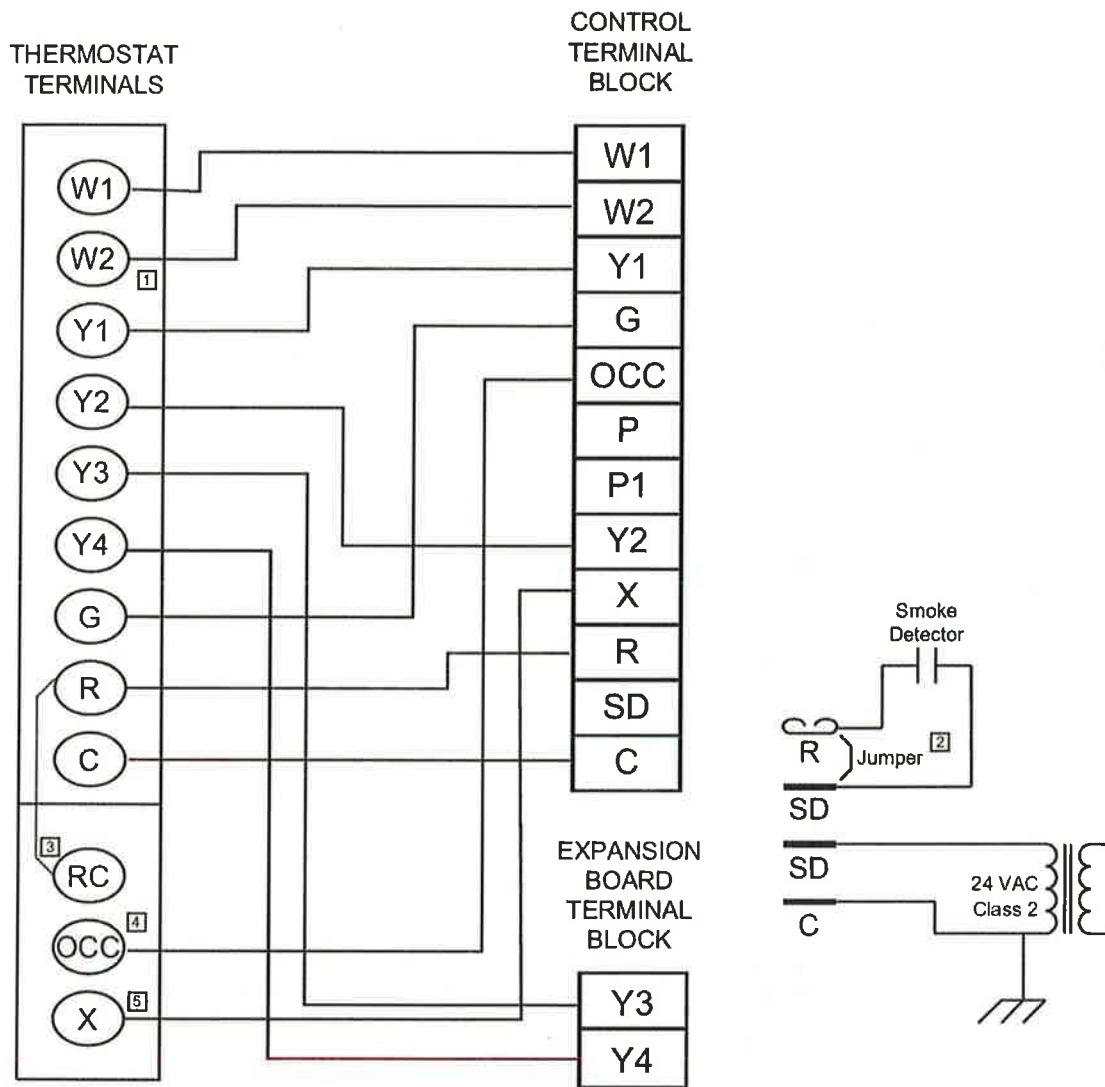 THERMOSTAT
TERMINALS
W1
W2
1
Y1
Y2
Y3
Y4
G
R
C
3
RC
4
OCC
5
X
CONTROL
TERMINAL
BLOCK
W1
W2
Y1
G
OCC
P
P1
Y2
X
R
SD
C
EXPANSION
BOARD
TERMINAL
BLOCK
Y3
Y4
Smoke
Detector
R
Jumper
2
SD
SD
24 VAC
Class 2
C